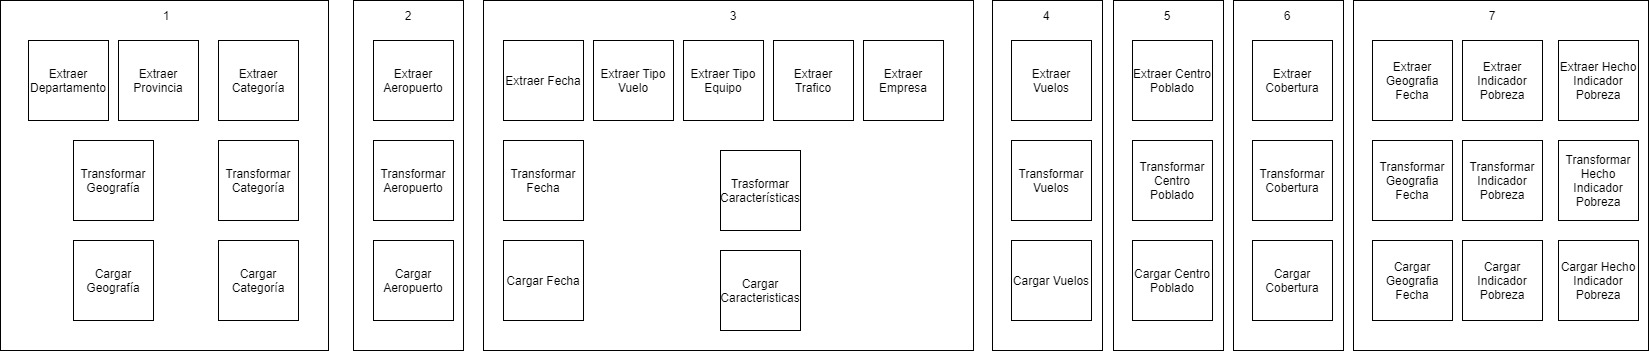 1
Extraer
Departamento
Extraer
Provincia
Extraer
Categoría
Transformar
Geografía
Transformar
Categoría
Cargar
Geografía
Cargar
Categoría
2
Extraer
Aeropuerto
Transformar
Aeropuerto
Cargar
Aeropuerto
3
Extraer Fecha
Extraer Tipo
Vuelo
Extraer Tipo
Equipo
Extraer
Trafico
Extraer
Empresa
Transformar
Fecha
Trasformar
Características
Cargar Fecha
Cargar
Caracteristicas
4
Extraer
Vuelos
Transformar
Vuelos
Cargar Vuelos
5
Extraer Centro
Poblado
Transformar
Centro
Poblado
Cargar Centro
Poblado
6
Extraer
Cobertura
Transformar
Cobertura
Cargar
Cobertura
7
Extraer
Geografia
Fecha
Extraer
Indicador
Pobreza
Extraer Hecho
Indicador
Pobreza
Transformar
Geografia
Fecha
Transformar
Indicador
Pobreza
Transformar
Hecho
Indicador
Pobreza
Cargar
Geografia
Fecha
Cargar
Indicador
Pobreza
Cargar Hecho
Indicador
Pobreza